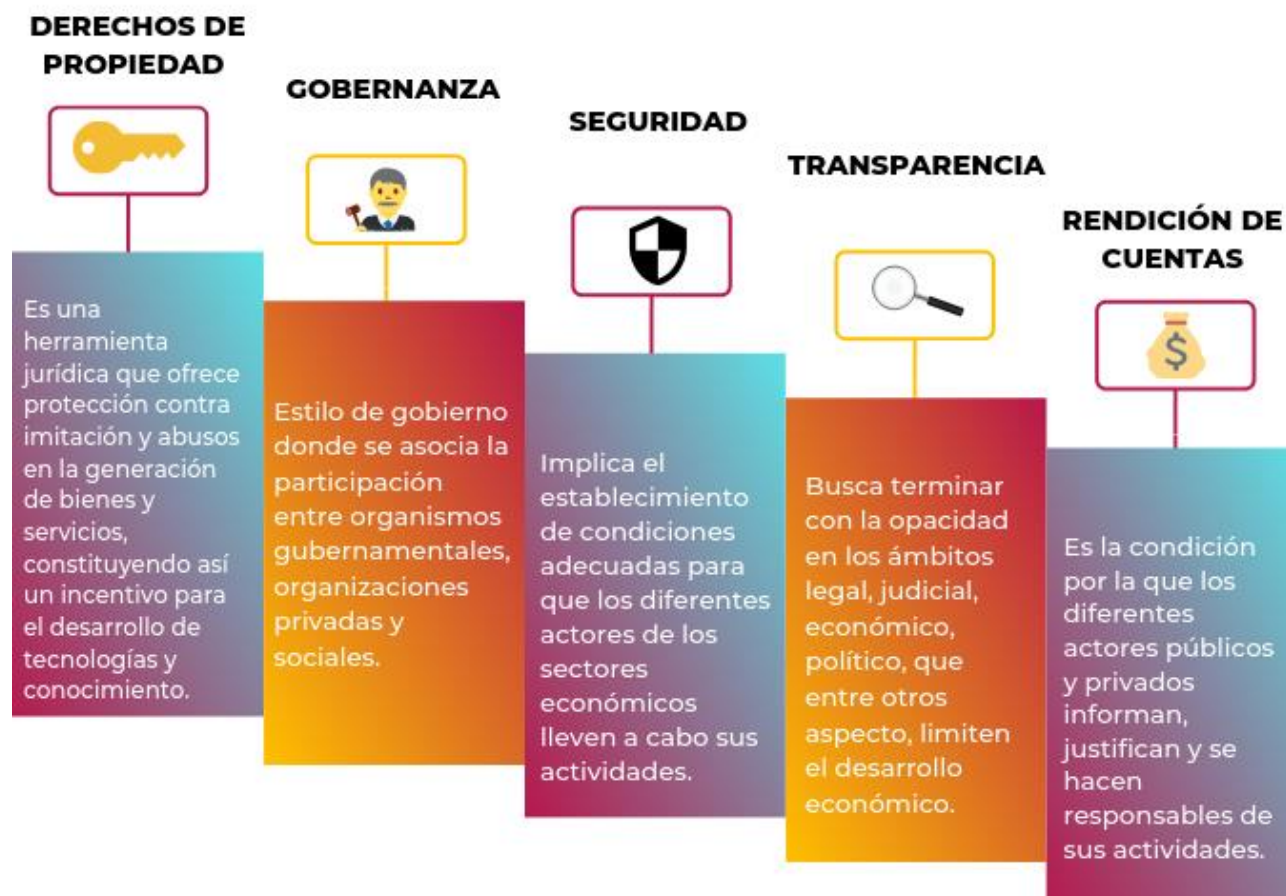 DERECHOS DE
PROPIEDAD
Es una
herramienta
jurídica que ofrece
protección contra
imitación y abusos
en la generación
de bienes y
servicios,
constituyendo así
un incentivo para
el desarrollo de
tecnologías y
conocimiento.
GOBERNANZA
Estilo de gobierno
donde se asocia la
participación
entre organismos
gubernamentales,
organizaciones
privadas y
sociales.
SEGURIDAD
Implica el
establecimiento
de condiciones
adecuadas para
que los diferentes
actores de los
sectores
económicos
lleven a cabo sus
actividades.
TRANSPARENCIA
Busca terminar
con la opacidad
en los ámbitos
legal, judicial,
económico,
político, que
entre otros
aspecto, limiten
el desarrollo
económico.
RENDICIÓN DE
CUENTAS
$
Es la condición
por la que los
diferentes
actores públicos
y privados
informan,
justifican y se
hacen
responsables de
sus actividades.